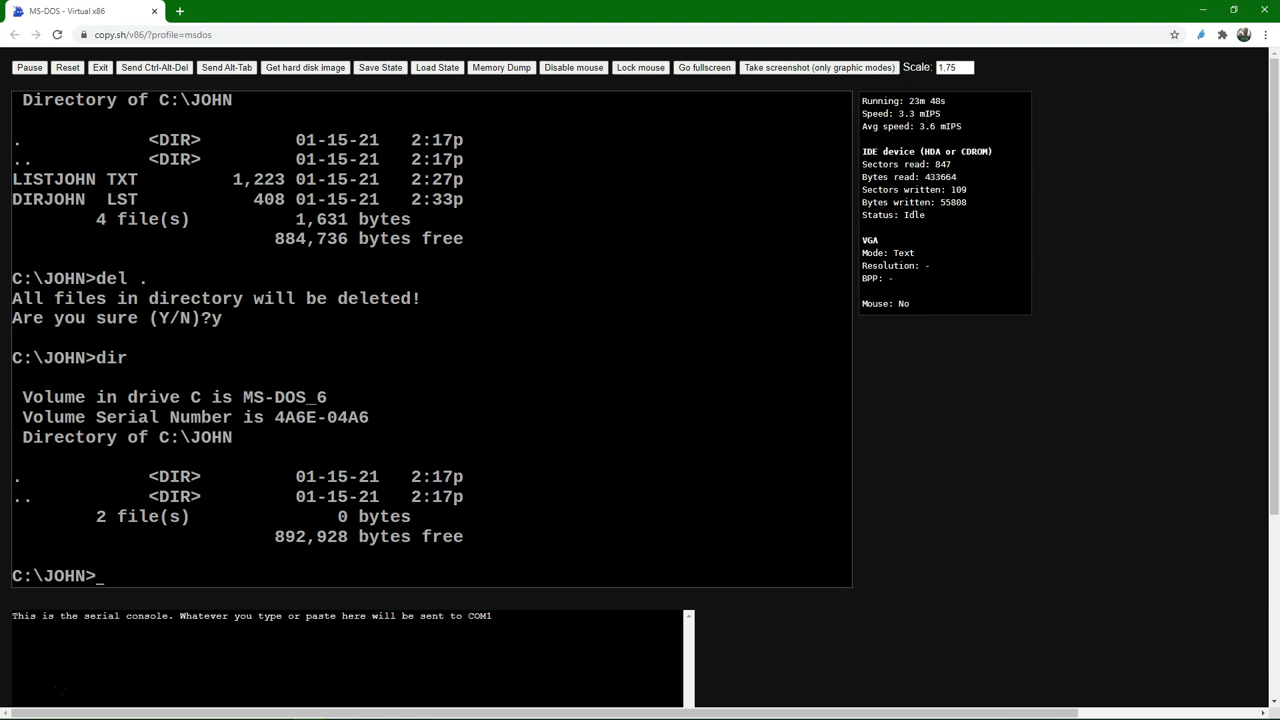 MS-DOS - Virtual x86
copy.sh/v86/?profile=msdos
Pause Reset Exit Send Ctrl-Alt-Del Send Alt-Tab Get hard disk image Save State Load State Memory Dump Disable mouse Lock mouse Go fullscreen Take screenshot (only graphic modes) Scale: 1,75
Directory of C:\JOHN
. <DIR> 01-15-21 2:17p
.. <DIR> 01-15-21 2:17p
LISTJOHN TXT 1,223 01-15-21 2:27p
DIRJOHN LST 408 01-15-21 2:33p
4 file(s) 1,631 bytes
884,736 bytes free
C:\JOHN>del .
All files in directory will be deleted!
Are you sure (Y/N)?y
C:\JOHN>dir
Volume in drive C is MS-DOS_6
Volume Serial Number is 4A6E-04A6
Directory of C:\JOHN
. <DIR> 01-15-21 2:17p
.. <DIR> 01-15-21 2:17p
2 file(s) 0 bytes
892,928 bytes free
C:\JOHN>_
Running: 23m 48s
Speed: 3.3 mIPS
Avg speed: 3.6 mIPS
IDE device (HDA or CDROM)
Sectors read: 847
Bytes read: 433664
Sectors written: 109
Bytes written: 55808
Status: Idle
VGA
Mode: Text
Resolution: -
BPP: -
Mouse: No
This is the serial console. Whatever you type or paste here will be sent to COM1